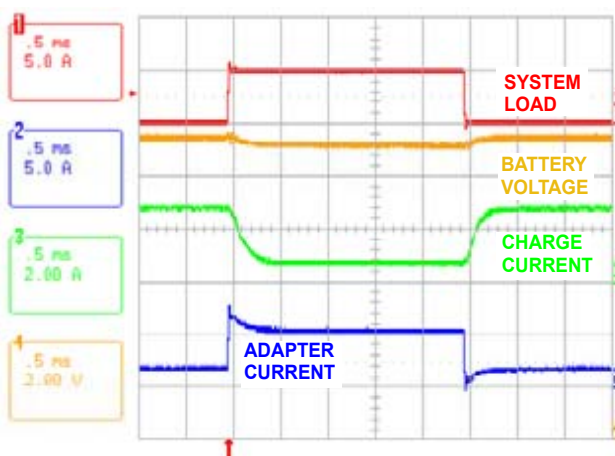 1
.5 ms
5.0 A
2
.5 ms
5.0 A
3
.5 ms
2.00 A
4
.5 ms
2.00 V
SYSTEM
LOAD
BATTERY
VOLTAGE
CHARGE
CURRENT
ADAPTER
CURRENT